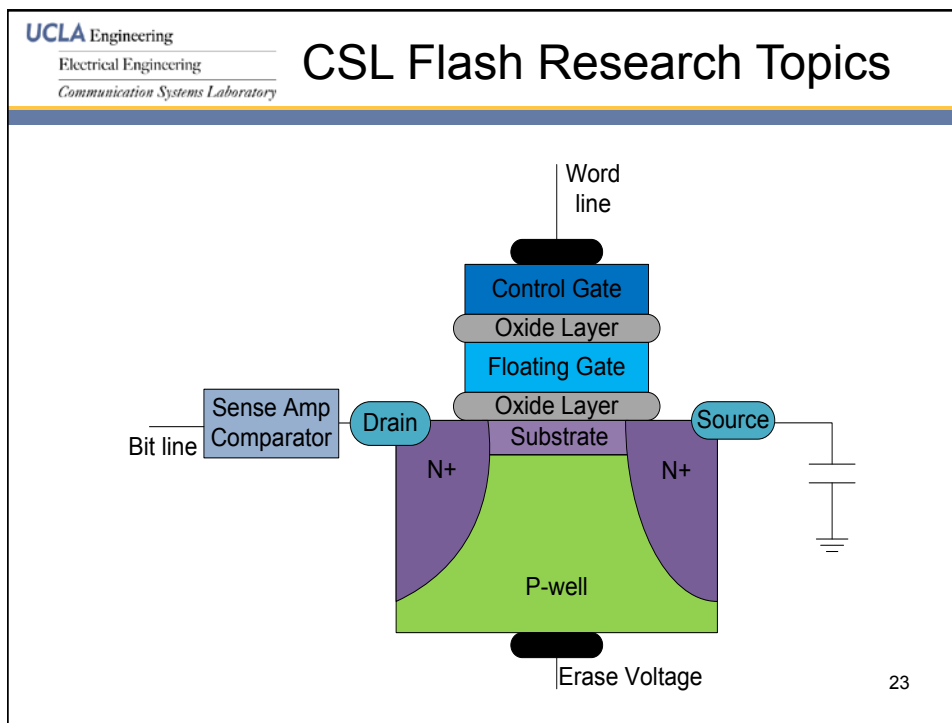 UCLA Engineering
Electrical Engineering
Communication Systems Laboratory
CSL Flash Research Topics
Word
line
Control Gate
Oxide Layer
Floating Gate
Oxide Layer
Sense Amp
Comparator
Bit line
Drain
Substrate
Source
N+
N+
P-well
Erase Voltage
23